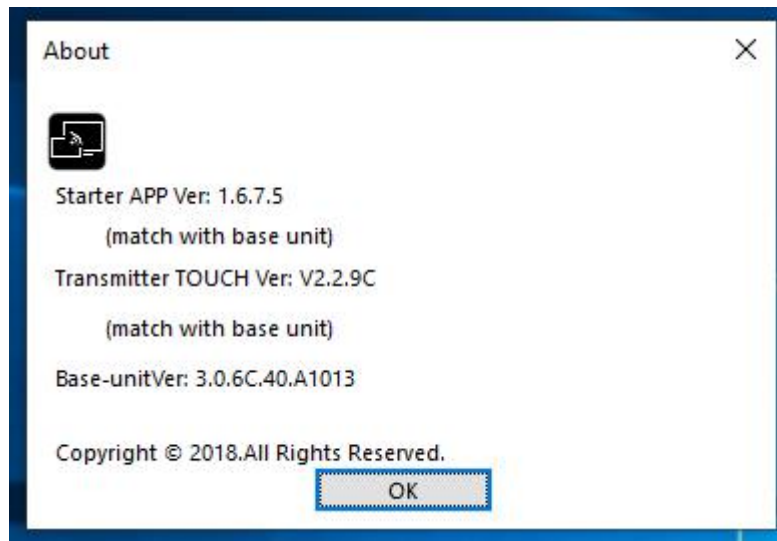 About
Starter APP Ver: 1.6.7.5
(match with base unit)
Transmitter TOUCH Ver: V2.2.9C
(match with base unit)
Base-unitVer: 3.0.6C.40.A1013
Copyright © 2018.All Rights Reserved.
OK